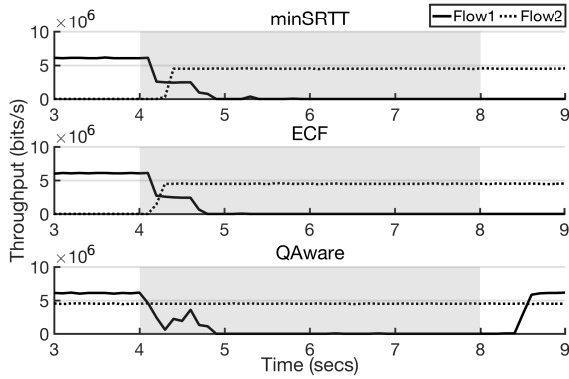 minSRTT
Flow1 Flow2
×10⁶
10
5
0
3 4 5 6 7 8 9
ECF
×10⁶
10
5
0
3 4 5 6 7 8 9
QAware
×10⁶
10
5
0
3 4 5 6 7 8 9
Time (secs)
Throughput (bits/s)